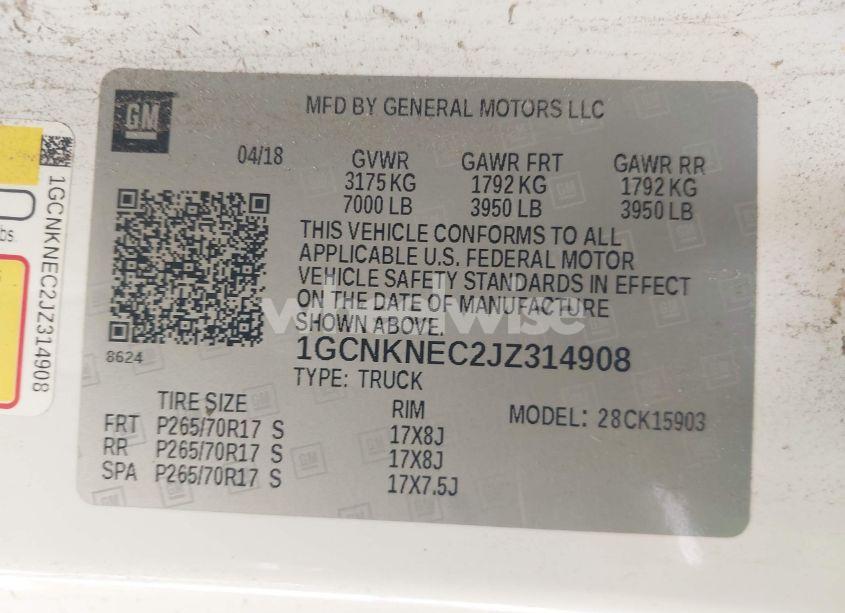 GM
MFD BY GENERAL MOTORS LLC
04/18 GVWR GAWR FRT GAWR RR
3175 KG 1792 KG 1792 KG
7000 LB 3950 LB 3950 LB
THIS VEHICLE CONFORMS TO ALL
APPLICABLE U.S. FEDERAL MOTOR
VEHICLE SAFETY STANDARDS IN EFFECT
ON THE DATE OF MANUFACTURE
SHOWN ABOVE.
8624
1GCNKNEC2JZ314908
TYPE: TRUCK
TIRE SIZE RIM MODEL: 28CK15903
FRT P265/70R17 S 17X8J
RR P265/70R17 S 17X8J
SPA P265/70R17 S 17X7.5J
1GCNKNEC2JZ314908
bs.